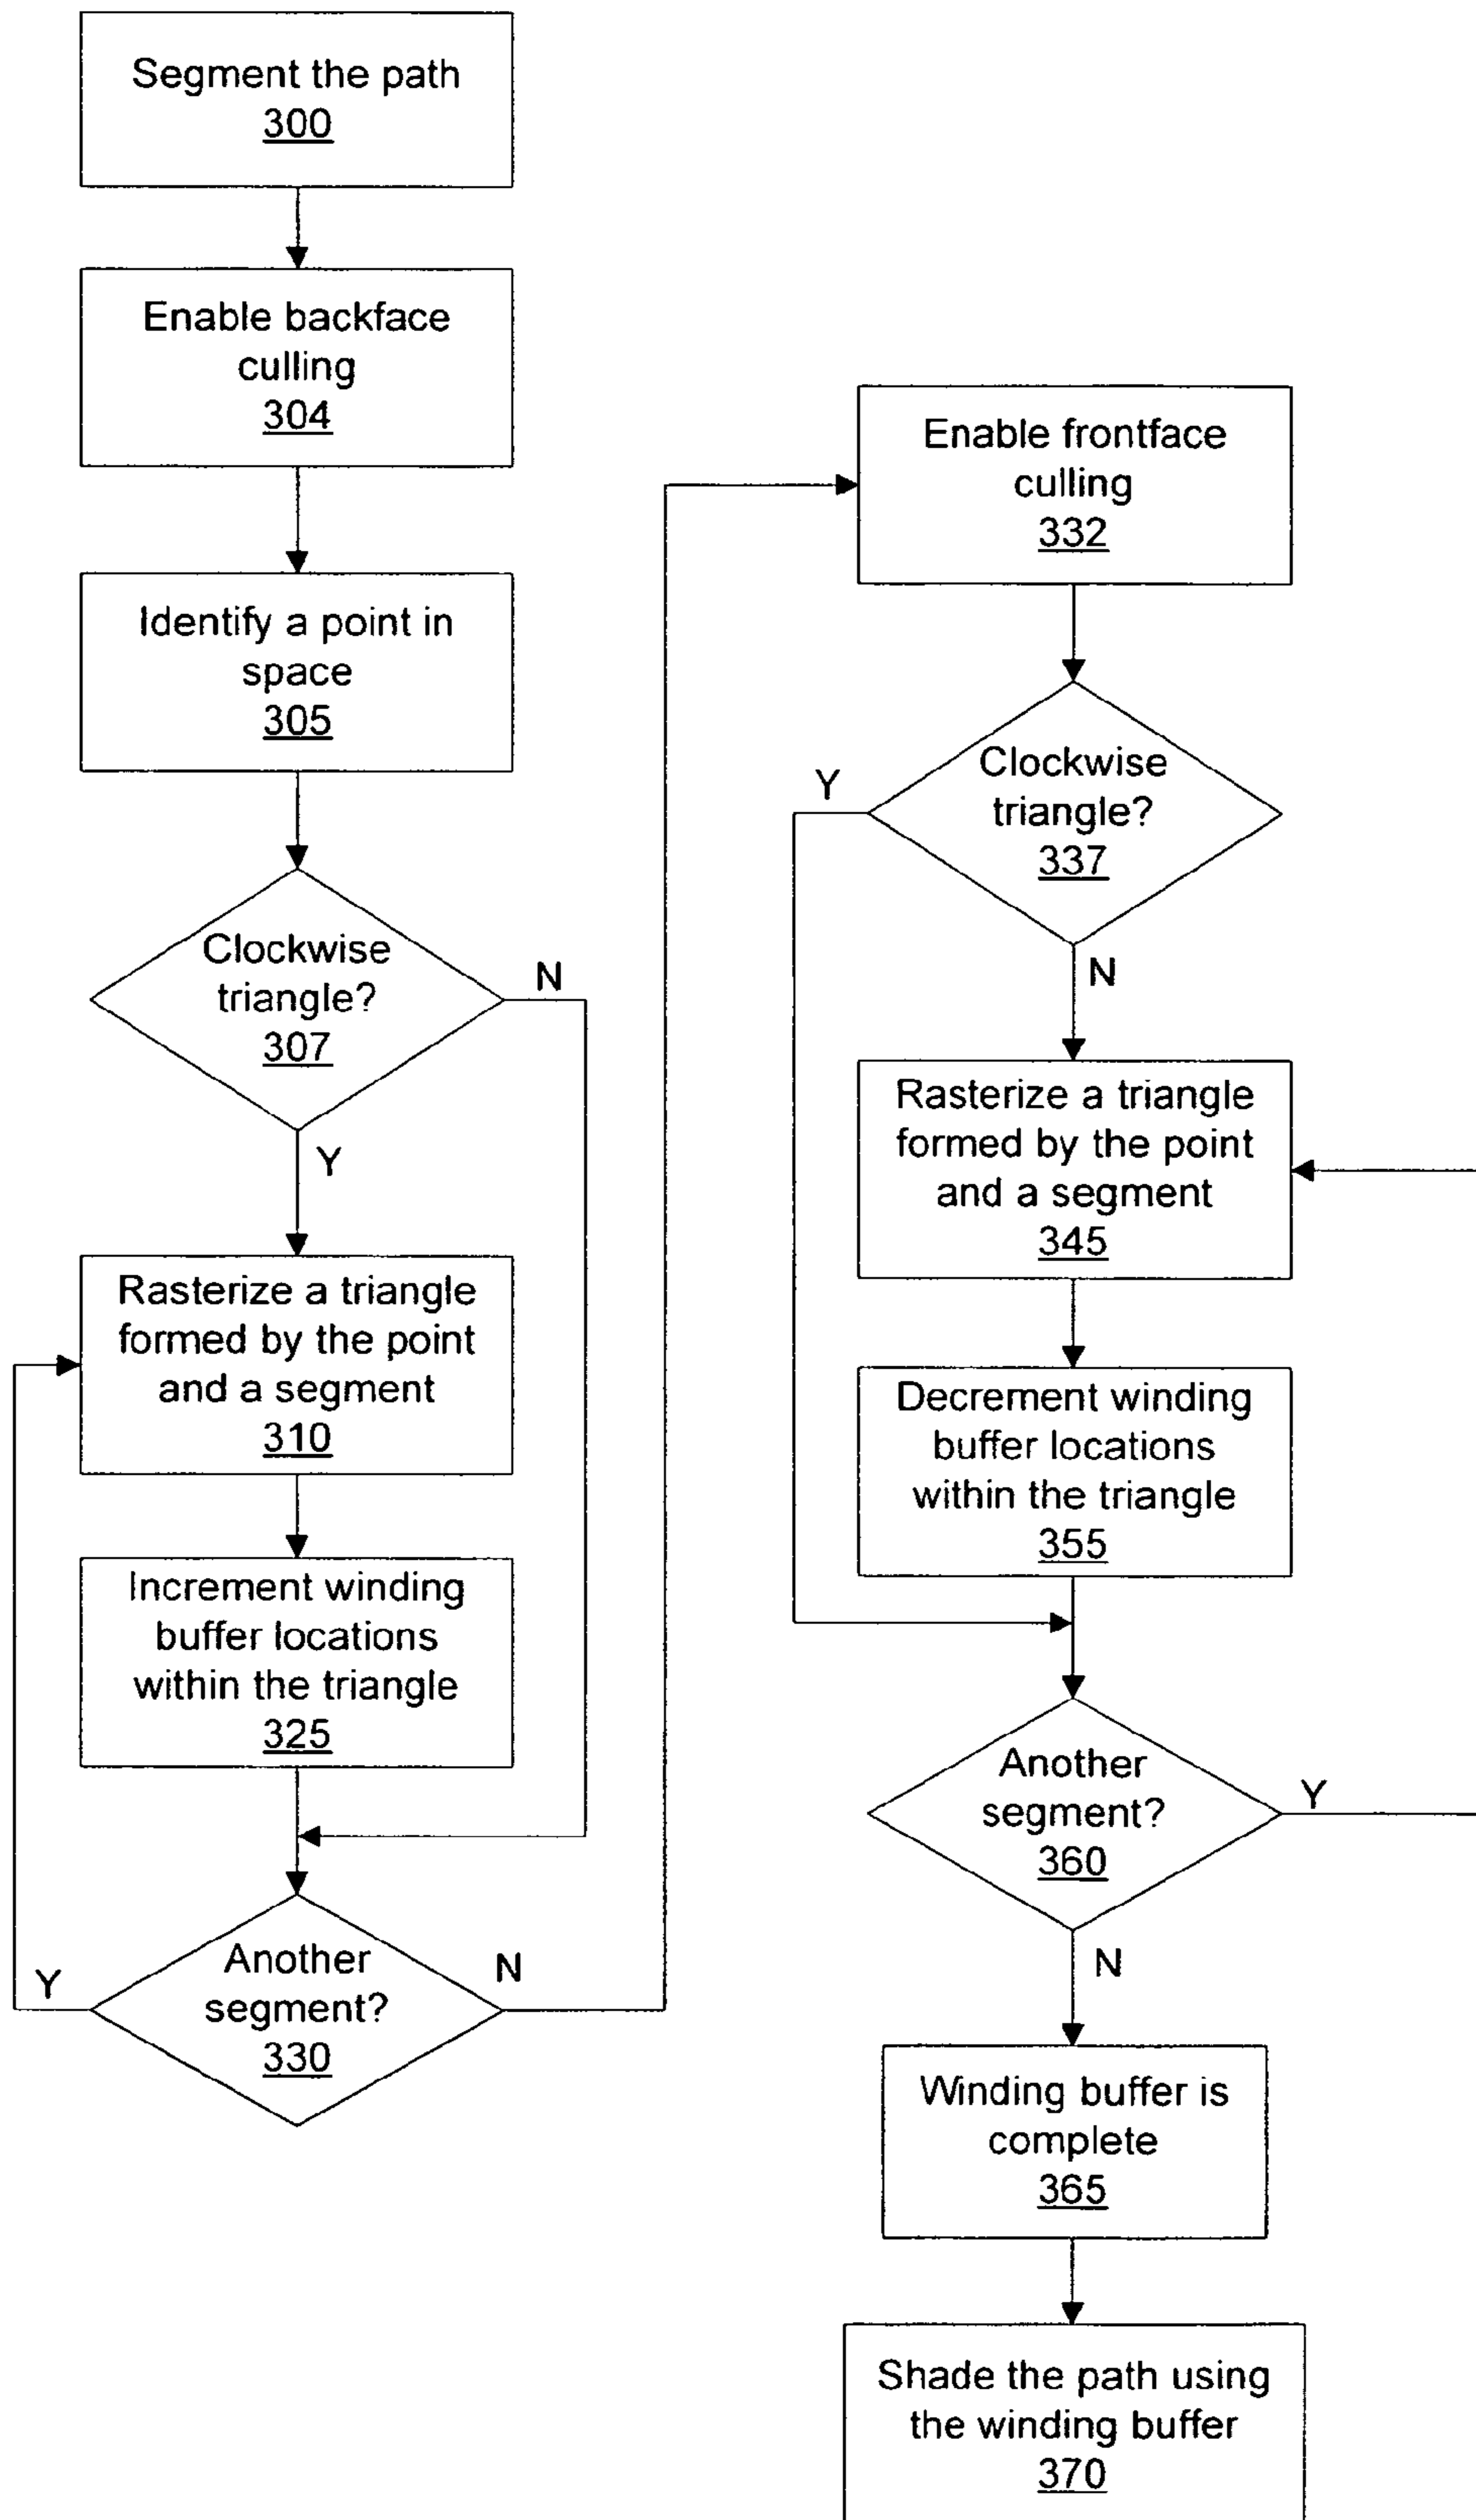 Segment the path
300
Enable backface
culling
304
Identify a point in
space
305
Clockwise
triangle?
307
N
Y
Rasterize a triangle
formed by the point
and a segment
310
Increment winding
buffer locations
within the triangle
325
Another
segment?
330
Y
N
Enable frontface
culling
332
Clockwise
triangle?
337
Y
N
Rasterize a triangle
formed by the point
and a segment
345
Decrement winding
buffer locations
within the triangle
355
Another
segment?
360
Y
N
Winding buffer is
complete
365
Shade the path using
the winding buffer
370